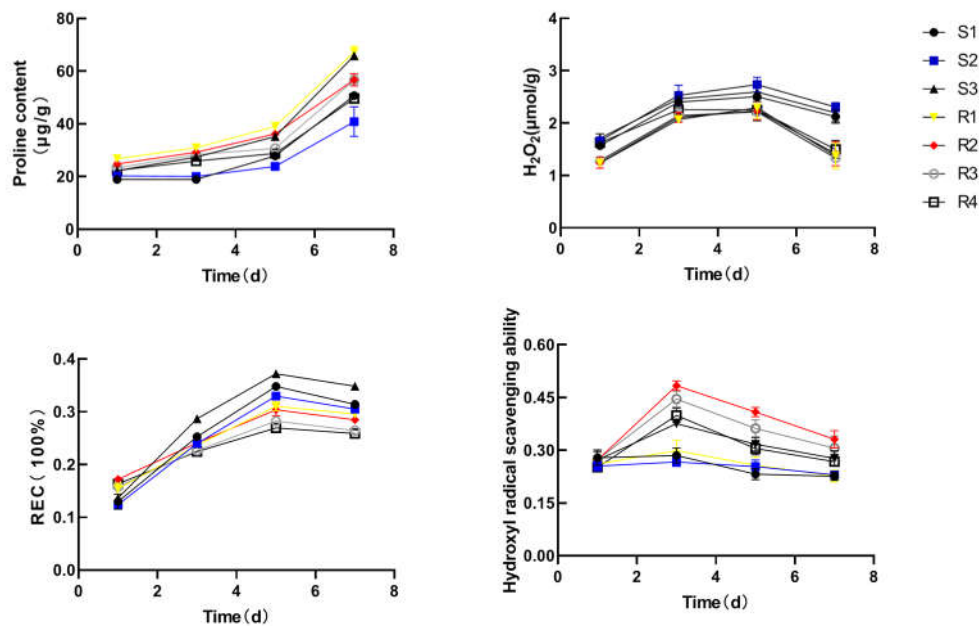 Proline content
(μg/g)
80
60
40
20
0
0 2 4 6 8
Time(d)
H2O2(μmol/g)
4
3
2
1
0
0 2 4 6 8
Time(d)
S1
S2
S3
R1
R2
R3
R4
REC(100%)
0.4
0.3
0.2
0.1
0.0
0 2 4 6 8
Time(d)
Hydroxyl radical scavenging ability
0.60
0.45
0.30
0.15
0.00
0 2 4 6 8
Time(d)